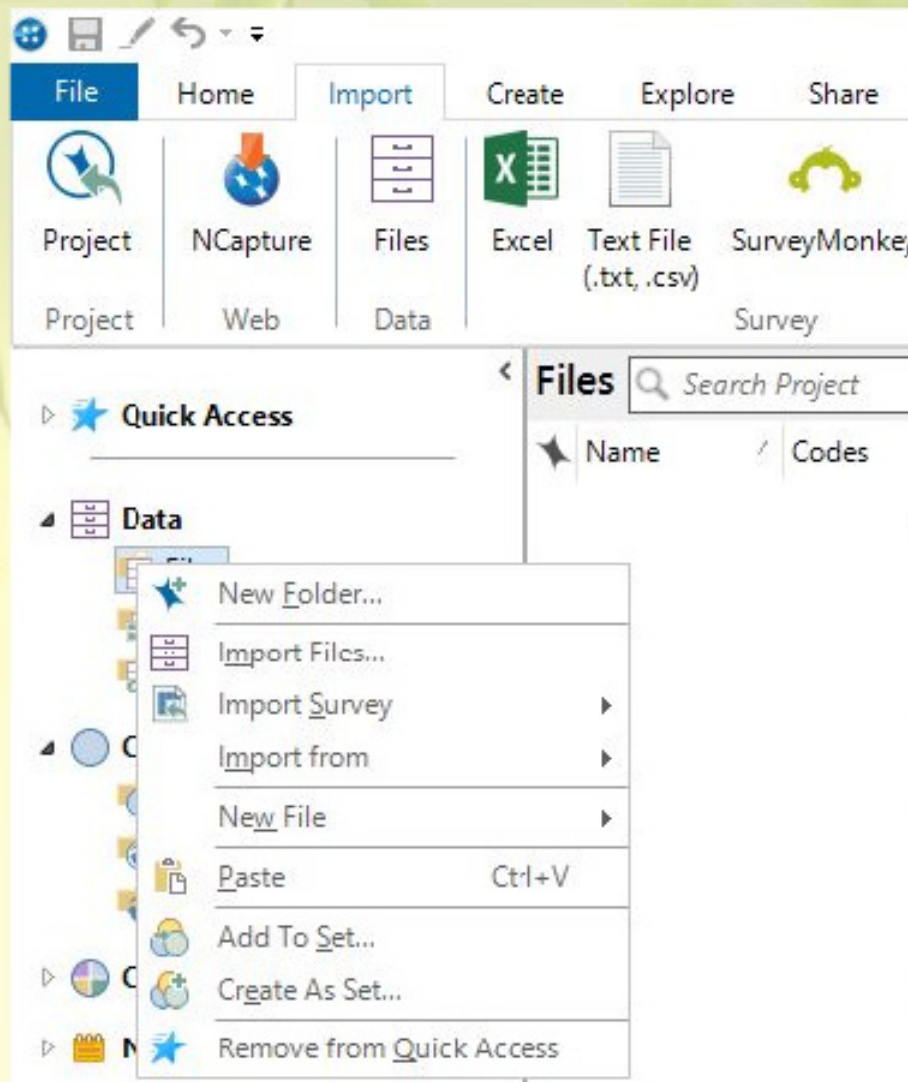 File Home Import Create Explore Share
Project NCapture Files Excel Text File SurveyMonkey
(.txt, .csv)
Project Web Data Survey
Files Search Project
Quick Access
Name Codes
Data
New Folder...
Import Files...
Import Survey
Import from
New File
Paste Ctrl+V
Add To Set...
Create As Set...
Remove from Quick Access